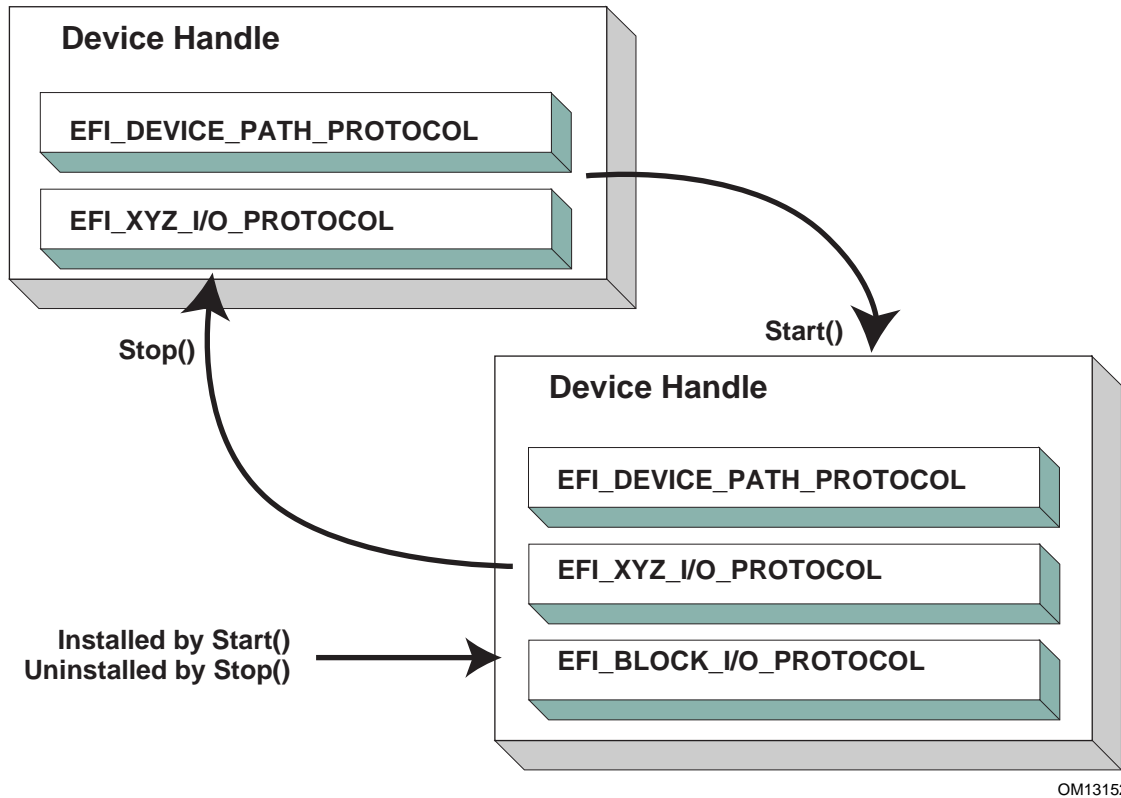 Device Handle
EFI_DEVICE_PATH_PROTOCOL
EFI_XYZ_I/O_PROTOCOL
Stop()
Start()
Device Handle
EFI_DEVICE_PATH_PROTOCOL
EFI_XYZ_I/O_PROTOCOL
Installed by Start()
Uninstalled by Stop()
EFI_BLOCK_I/O_PROTOCOL
OM13152